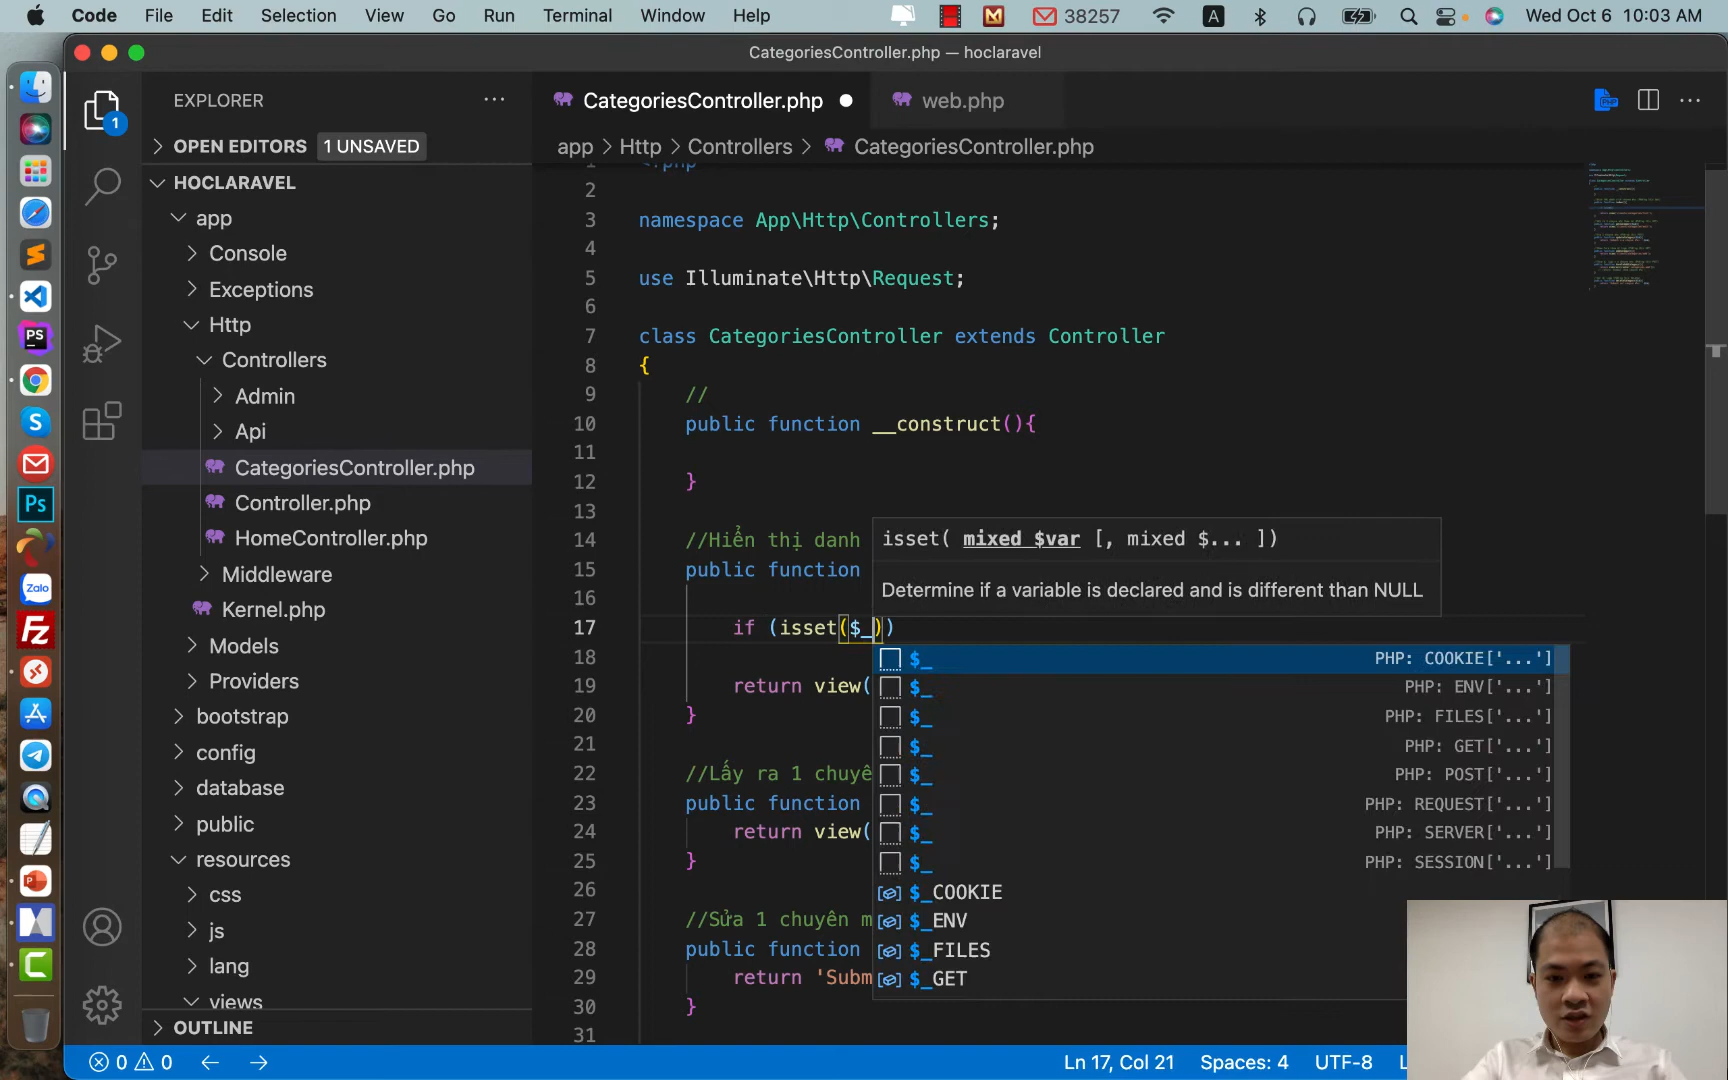 Code File Edit Selection View Go Run Terminal Window Help 38257 A Wed Oct 6 10:03 AM
CategoriesController.php — hoclaravel
EXPLORER ···
CategoriesController.php web.php
1
OPEN EDITORS 1 UNSAVED
app > Http > Controllers > CategoriesController.php
HOCLARAVEL
app
Console
Exceptions
Http
Controllers
Admin
Api
CategoriesController.php
Controller.php
HomeController.php
Middleware
Kernel.php
Models
Providers
bootstrap
config
database
public
resources
css
js
lang
views
OUTLINE
1 <?php
2
3 namespace App\Http\Controllers;
4
5 use Illuminate\Http\Request;
6
7 class CategoriesController extends Controller
8 {
9 //
10 public function __construct(){
11
12 }
13
14 //Hiển thị danh
15 public function
16
17 if (isset($_))
18
19 return view(
20 }
21
22 //Lấy ra 1 chuyê
23 public function
24 return view(
25 }
26
27 //Sửa 1 chuyên m
28 public function
29 return 'Subm
30 }
31
isset( mixed $var [, mixed $... ])
Determine if a variable is declared and is different than NULL
$_ PHP: COOKIE['...']
$_ PHP: ENV['...']
$_ PHP: FILES['...']
$_ PHP: GET['...']
$_ PHP: POST['...']
$_ PHP: REQUEST['...']
$_ PHP: SERVER['...']
$_ PHP: SESSION['...']
$_COOKIE
$_ENV
$_FILES
$_GET
PS
S
Ps
Zalo
Fz
0 0 Ln 17, Col 21 Spaces: 4 UTF-8 L